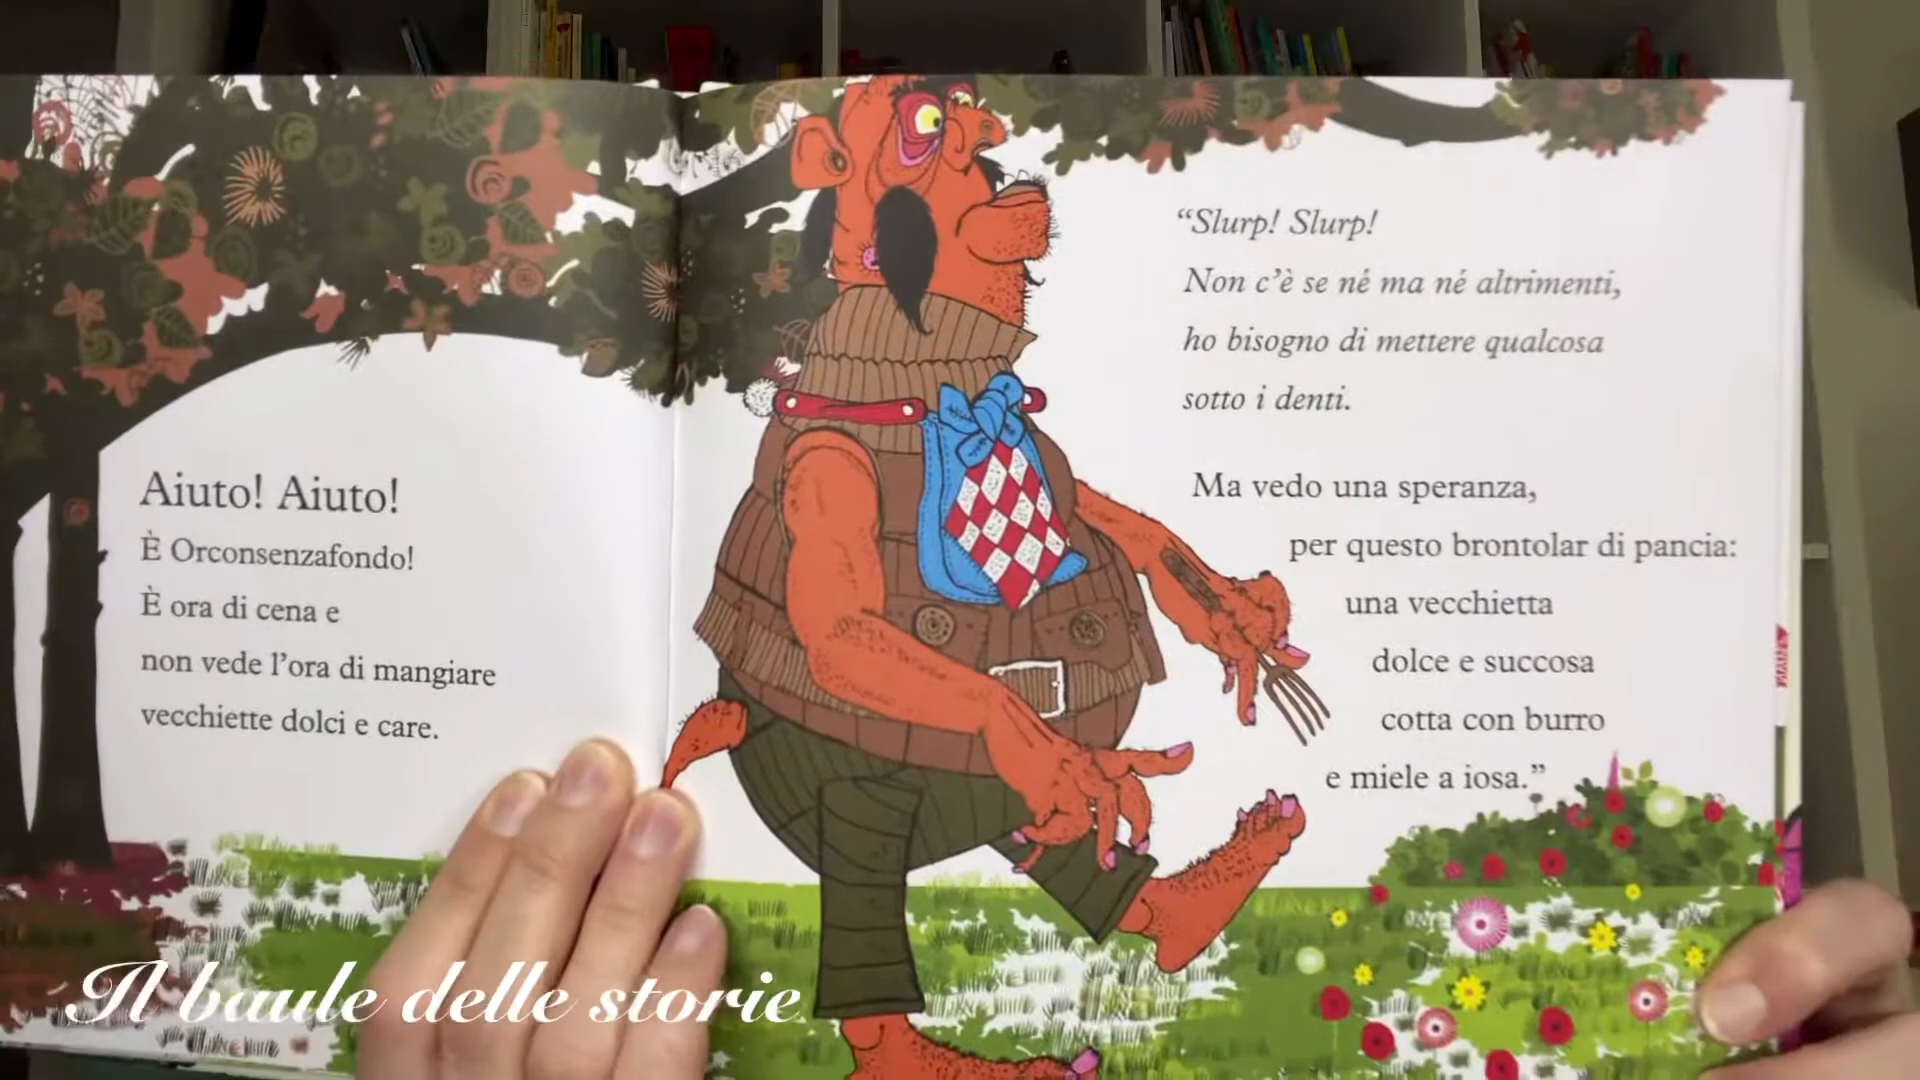 Aiuto! Aiuto!
È Orconsenzafondo!
È ora di cena e
non vede l'ora di mangiare
vecchiette dolci e care.
“Slurp! Slurp!
Non c'è se né ma né altrimenti,
ho bisogno di mettere qualcosa
sotto i denti.
Ma vedo una speranza,
per questo brontolar di pancia:
una vecchietta
dolce e succosa
cotta con burro
e miele a iosa.”
Il baule delle storie